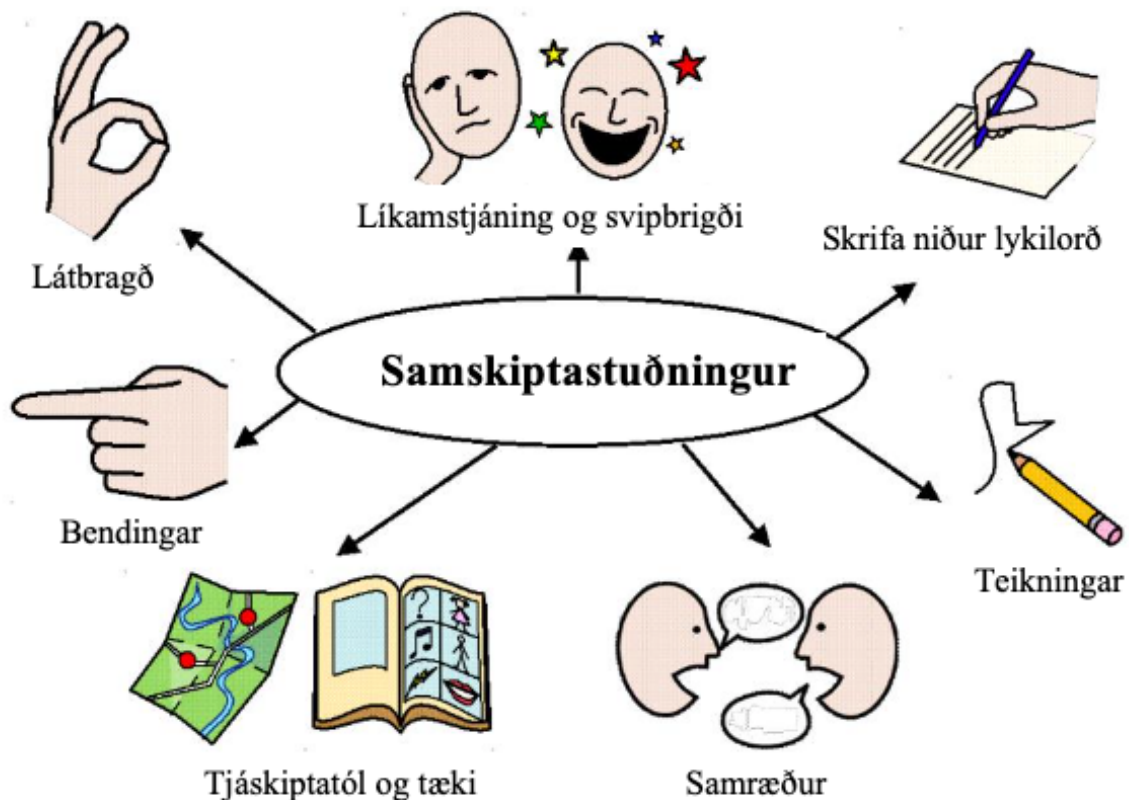 Líkamstjáning og svipbrigði
Skrifa niður lykilorð
Látbragð
Samskiptastuðningur
Bendingar
Teikningar
Tjáskiptatól og tæki
Samræður